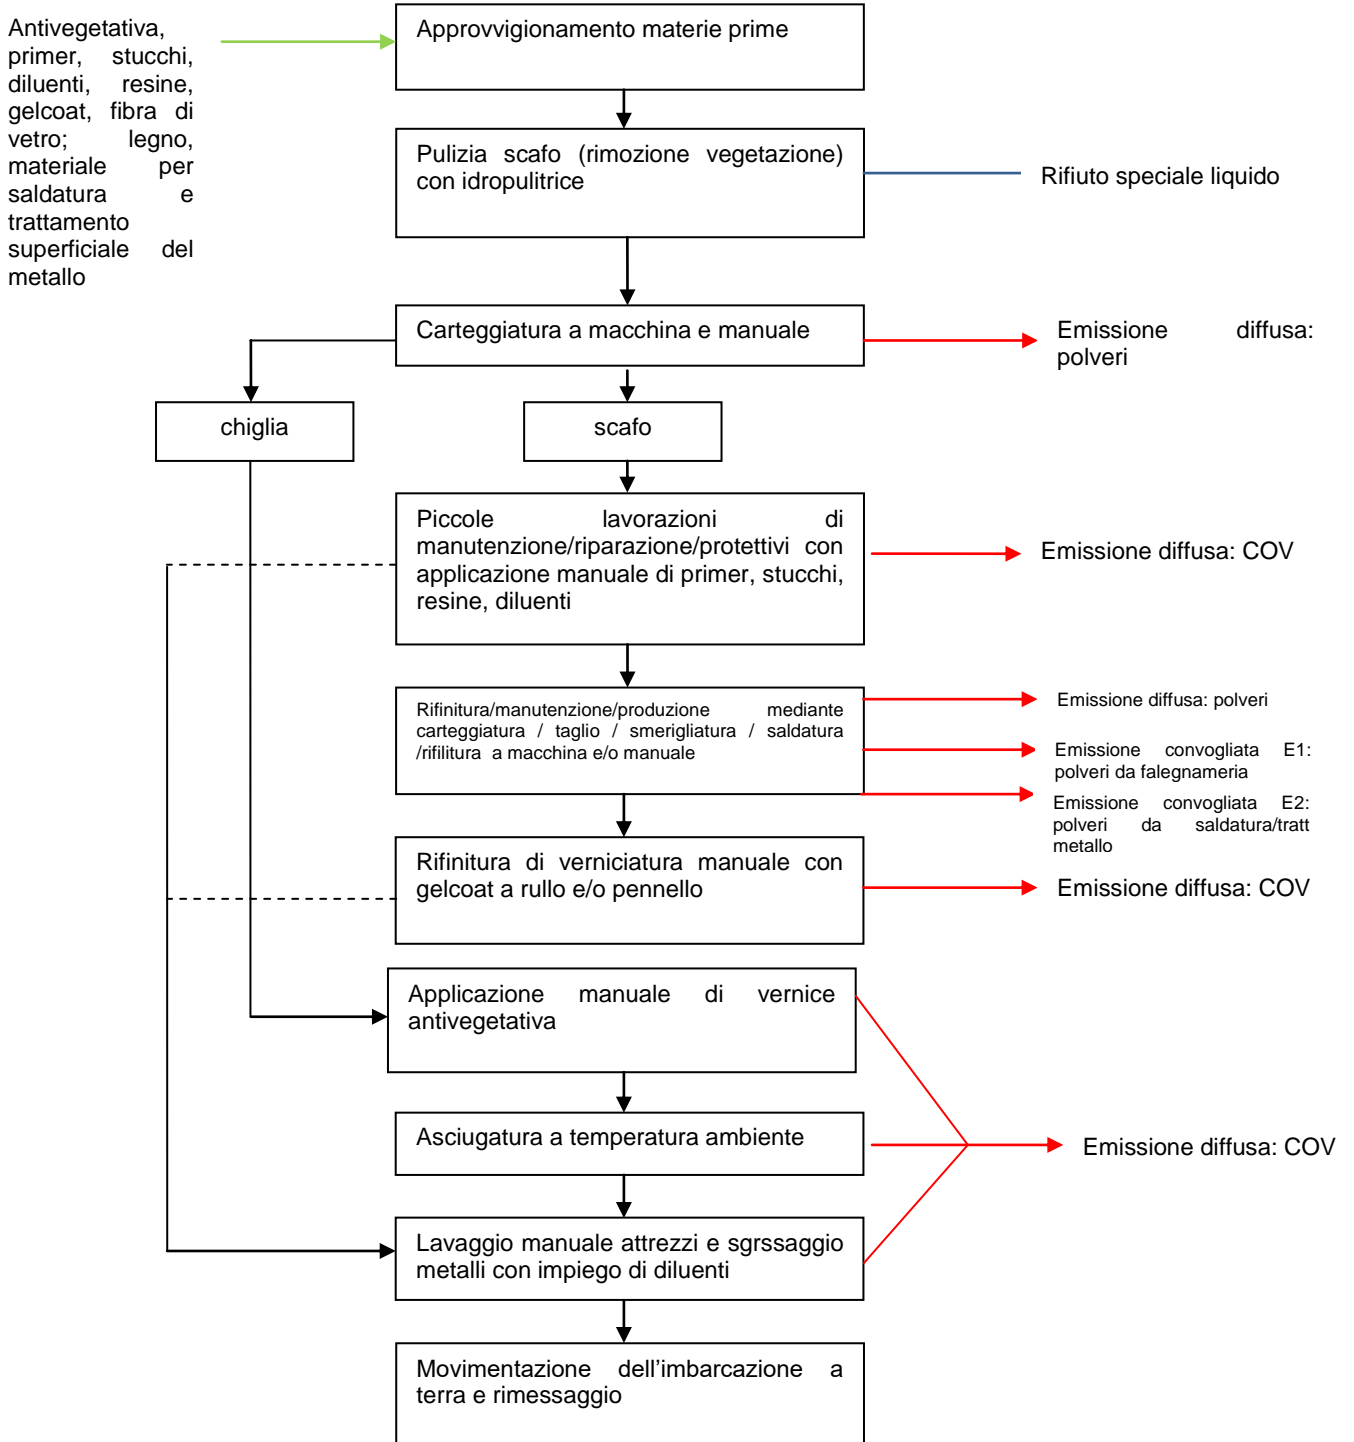 Antivegetativa,
primer, stucchi,
diluenti, resine,
gelcoat, fibra di
vetro; legno,
materiale per
saldatura e
trattamento
superficiale del
metallo
Approvvigionamento materie prime
Pulizia scafo (rimozione vegetazione)
con idropulitrice
Rifiuto speciale liquido
Carteggiatura a macchina e manuale
Emissione diffusa:
polveri
chiglia
scafo
Piccole lavorazioni di
manutenzione/riparazione/protettivi con
applicazione manuale di primer, stucchi,
resine, diluenti
Emissione diffusa: COV
Rifinitura/manutenzione/produzione mediante
carteggiatura / taglio / smerigliatura / saldatura
/rifilitura a macchina e/o manuale
Emissione diffusa: polveri
Emissione convogliata E1:
polveri da falegnameria
Emissione convogliata E2:
polveri da saldatura/tratt
metallo
Rifinitura di verniciatura manuale con
gelcoat a rullo e/o pennello
Emissione diffusa: COV
Applicazione manuale di vernice
antivegetativa
Asciugatura a temperatura ambiente
Emissione diffusa: COV
Lavaggio manuale attrezzi e sgrssaggio
metalli con impiego di diluenti
Movimentazione dell'imbarcazione a
terra e rimessaggio